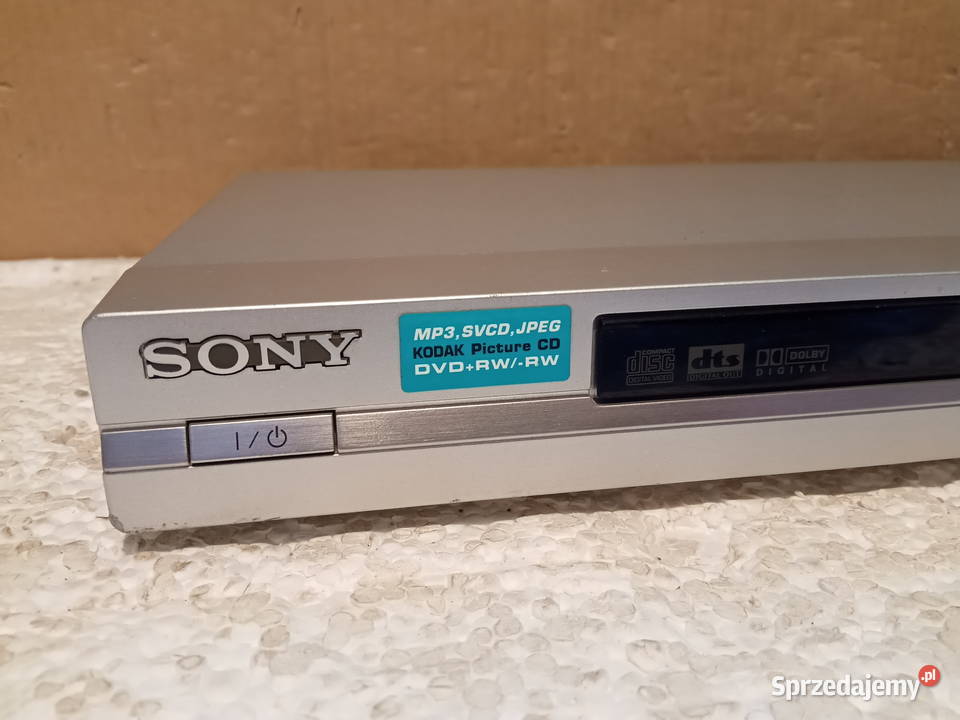 SONY
MP3, SVCD, JPEG
KODAK Picture CD
DVD+RW/-RW
COMPACT
disc
DIGITAL VIDEO
dts
DIGITAL OUT
DOLBY
DIGITAL
I/⏻
Sprzedajemy.pl